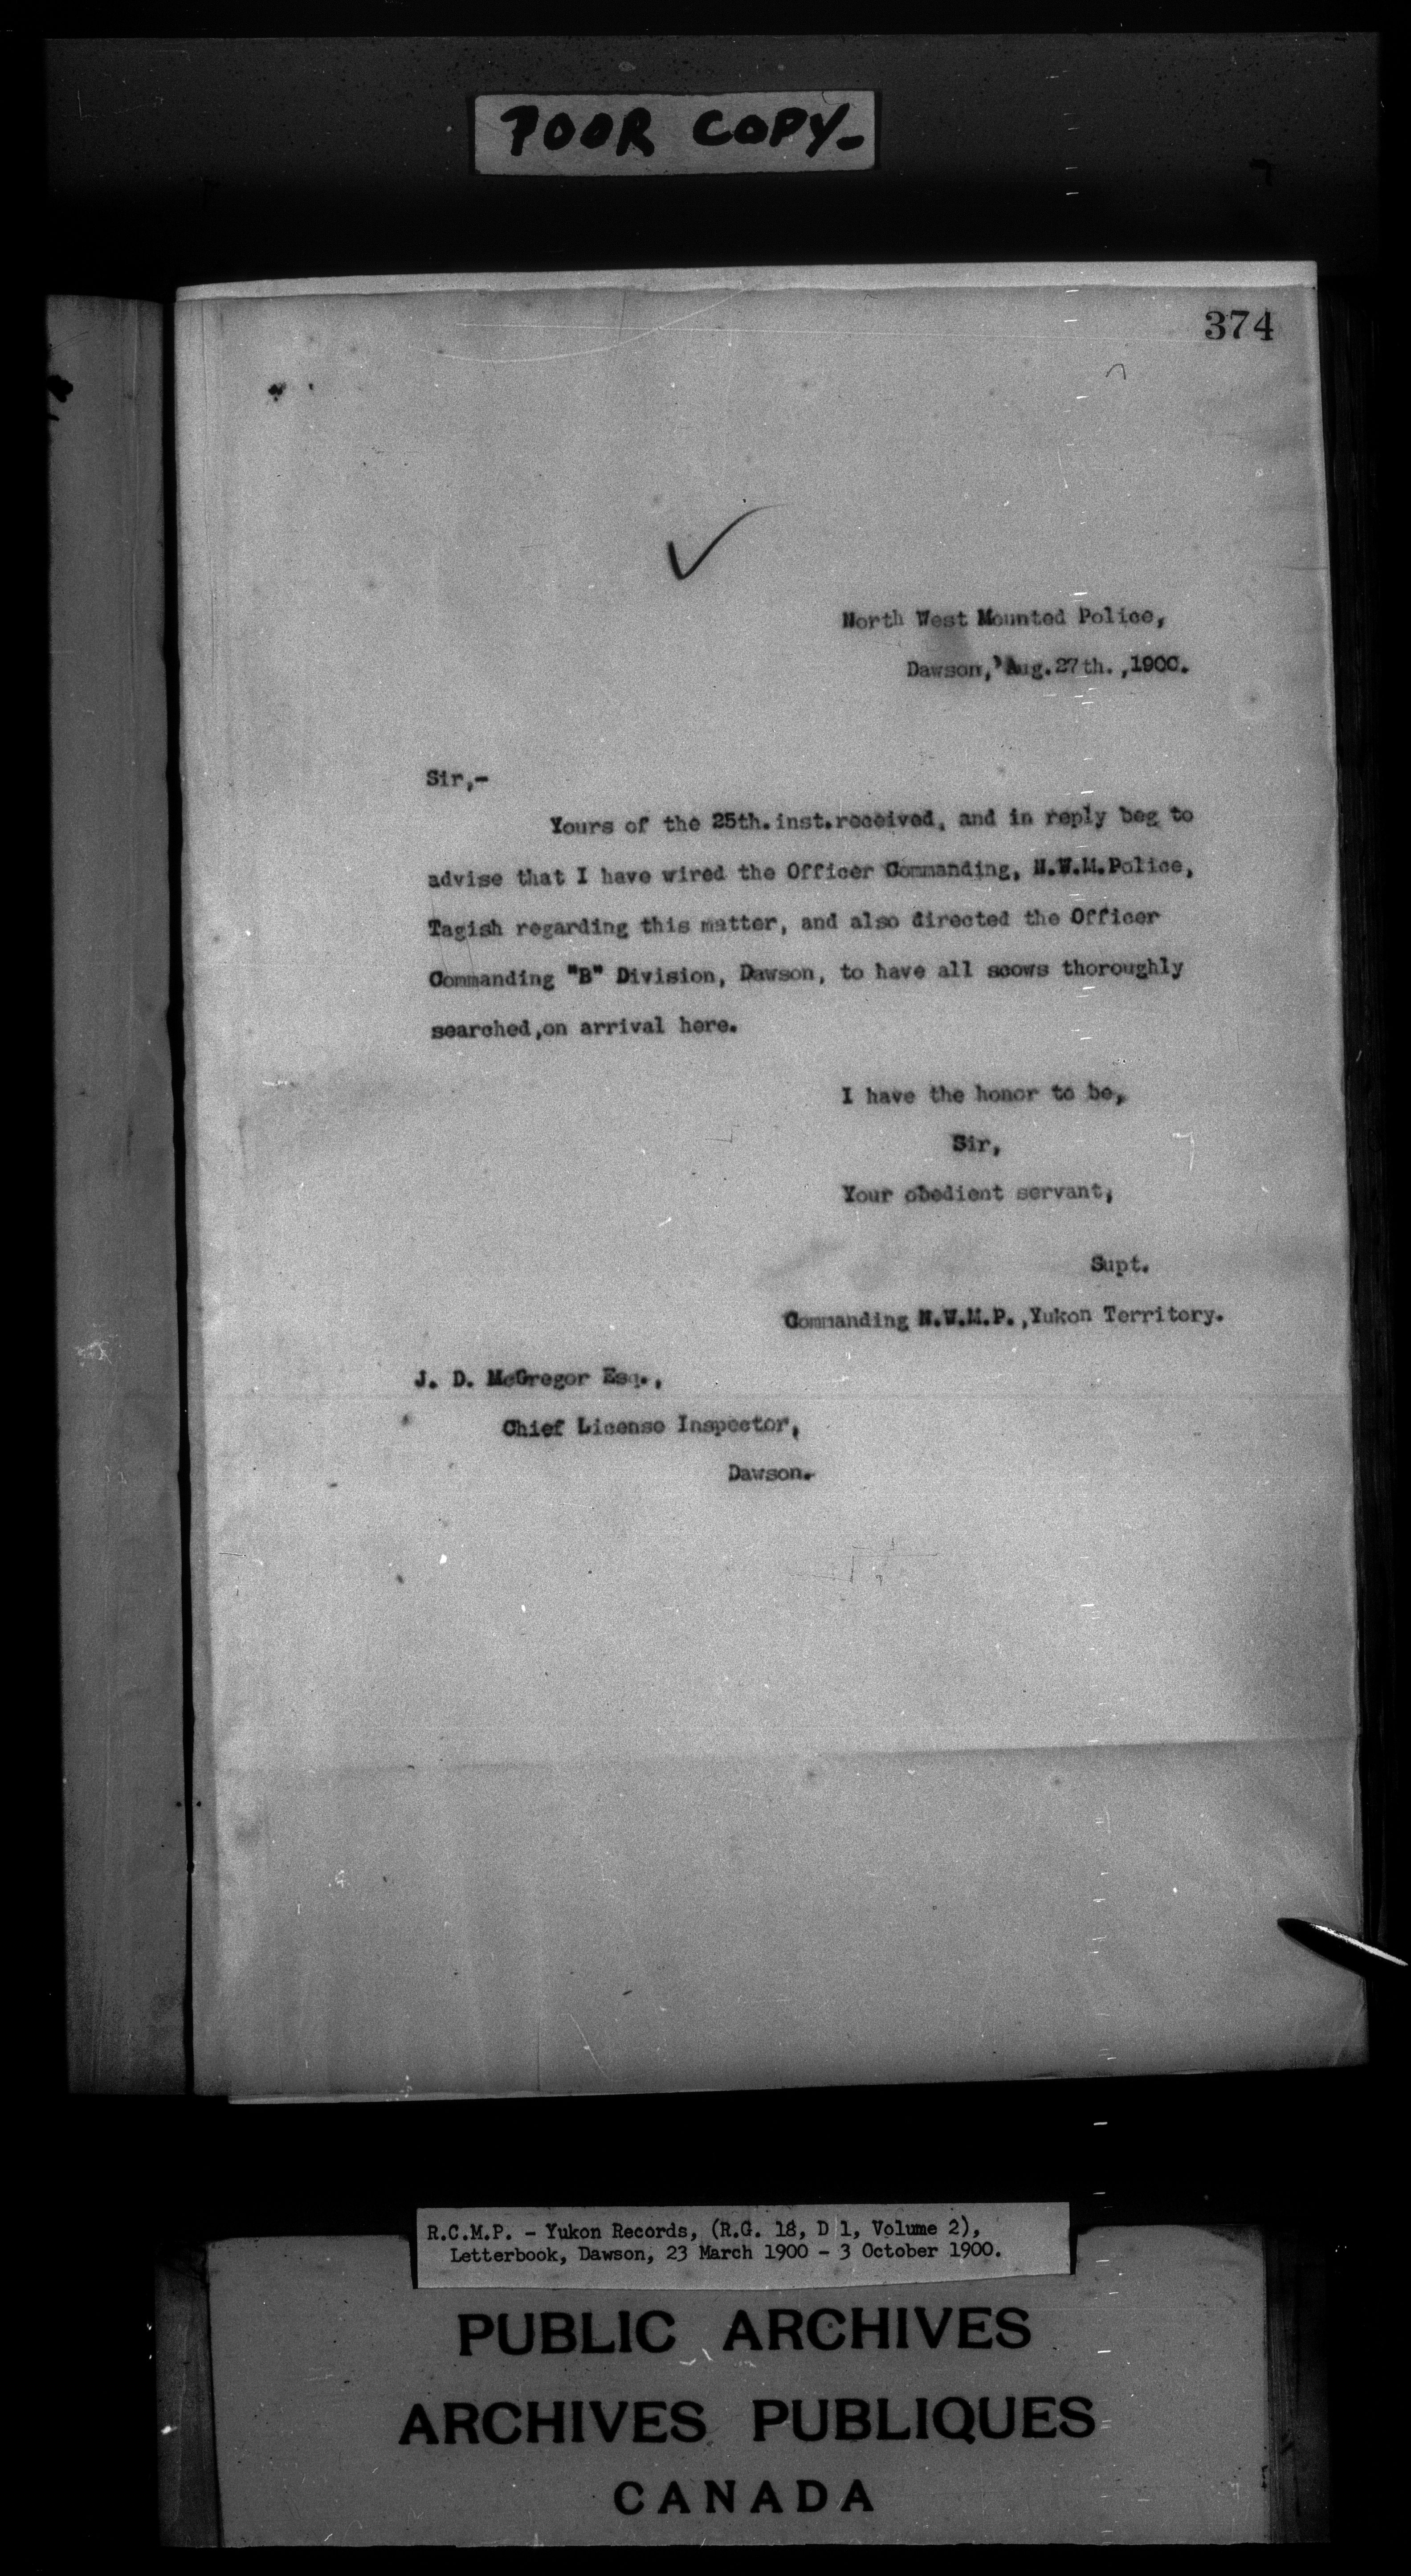 POOR COPY-
374
North West Mounted Police,
Dawson, Aug.27th.,1900.
Sir,-
Yours of the 25th.inst.received, and in reply beg to
advise that I have wired the Officer Commanding, N.W.M.Police,
Tagish regarding this matter, and also directed the Officer
Commanding "B" Division, Dawson, to have all scows thoroughly
searched,on arrival here.
I have the honor to be,
Sir,
Your obedient servant,
Supt.
Commanding N.W.M.P.,Yukon Territory.
J. D. McGregor Esq.,
Chief License Inspector,
Dawson.
R.C.M.P. - Yukon Records, (R.G. 18, D 1, Volume 2),
Letterbook, Dawson, 23 March 1900 - 3 October 1900.
PUBLIC ARCHIVES
ARCHIVES PUBLIQUES
CANADA